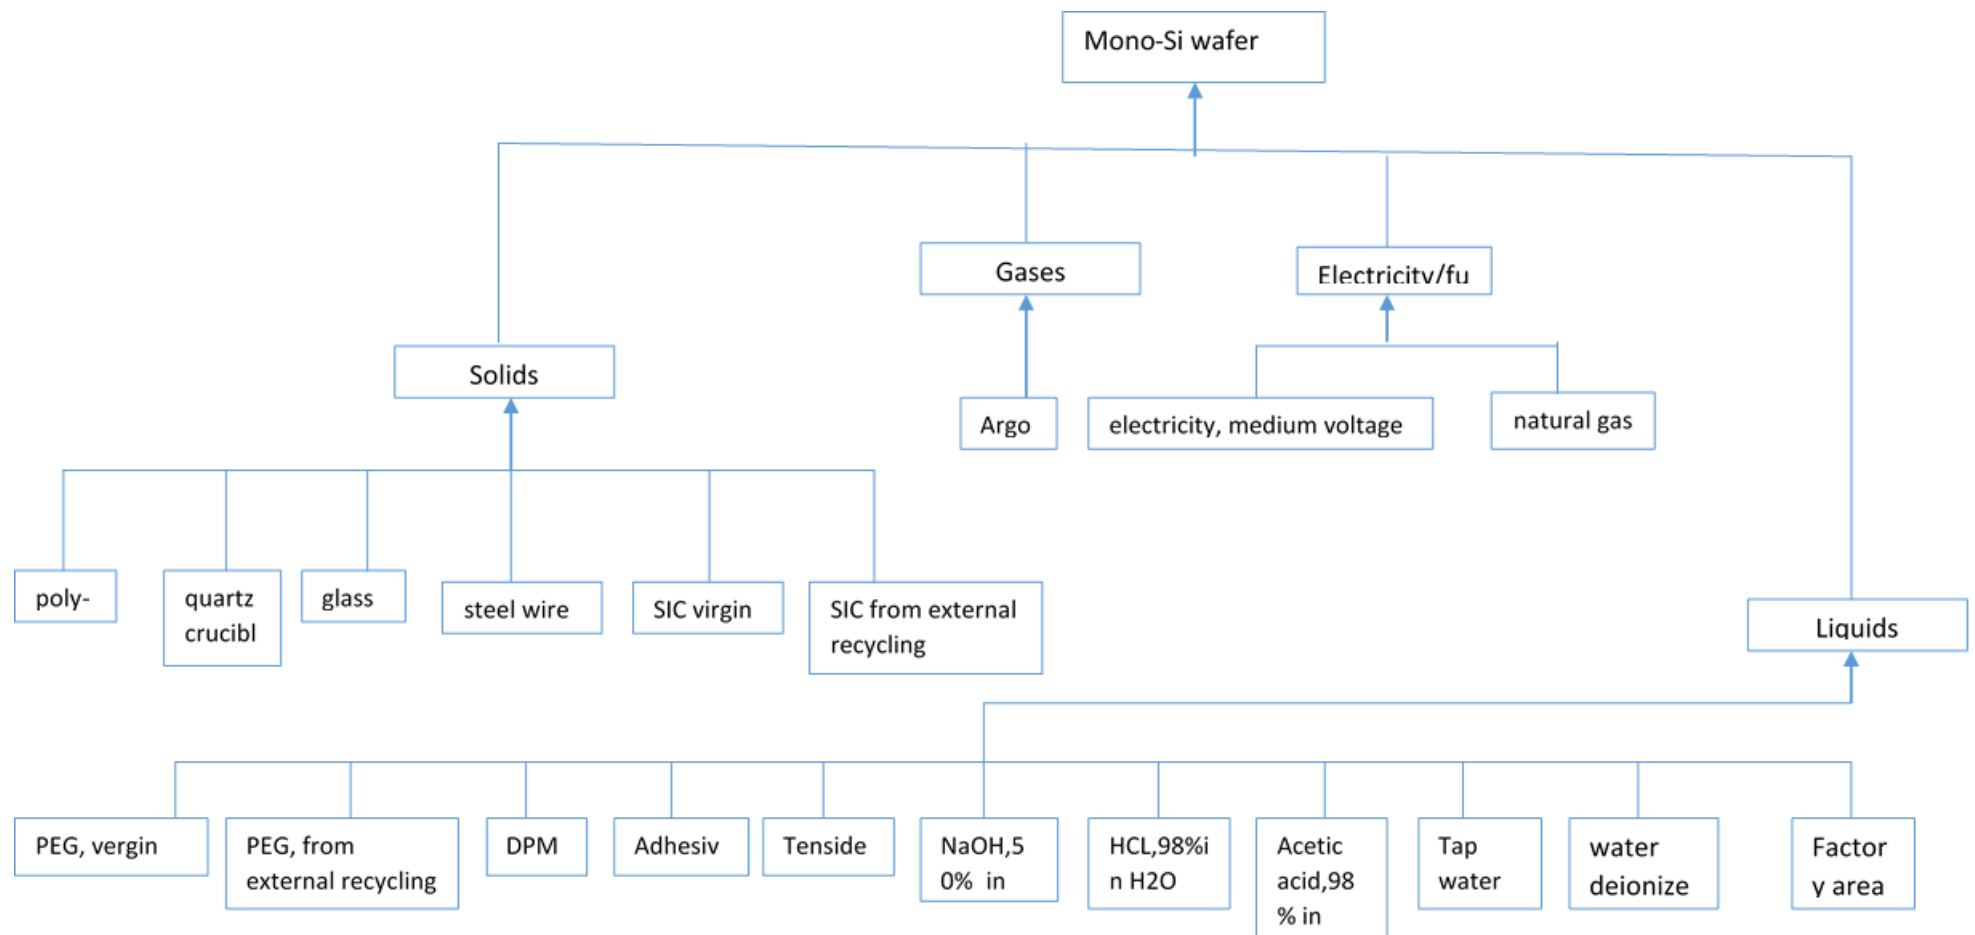 Mono-Si wafer
Gases
Electricity/fu
Solids
Argo
electricity, medium voltage
natural gas
poly-
quartz
crucibl
glass
steel wire
SIC virgin
SIC from external
recycling
Liquids
PEG, vergin
PEG, from
external recycling
DPM
Adhesiv
Tenside
NaOH,5
0% in
HCL,98%i
n H2O
Acetic
acid,98
% in
Tap
water
water
deionize
Factor
y area